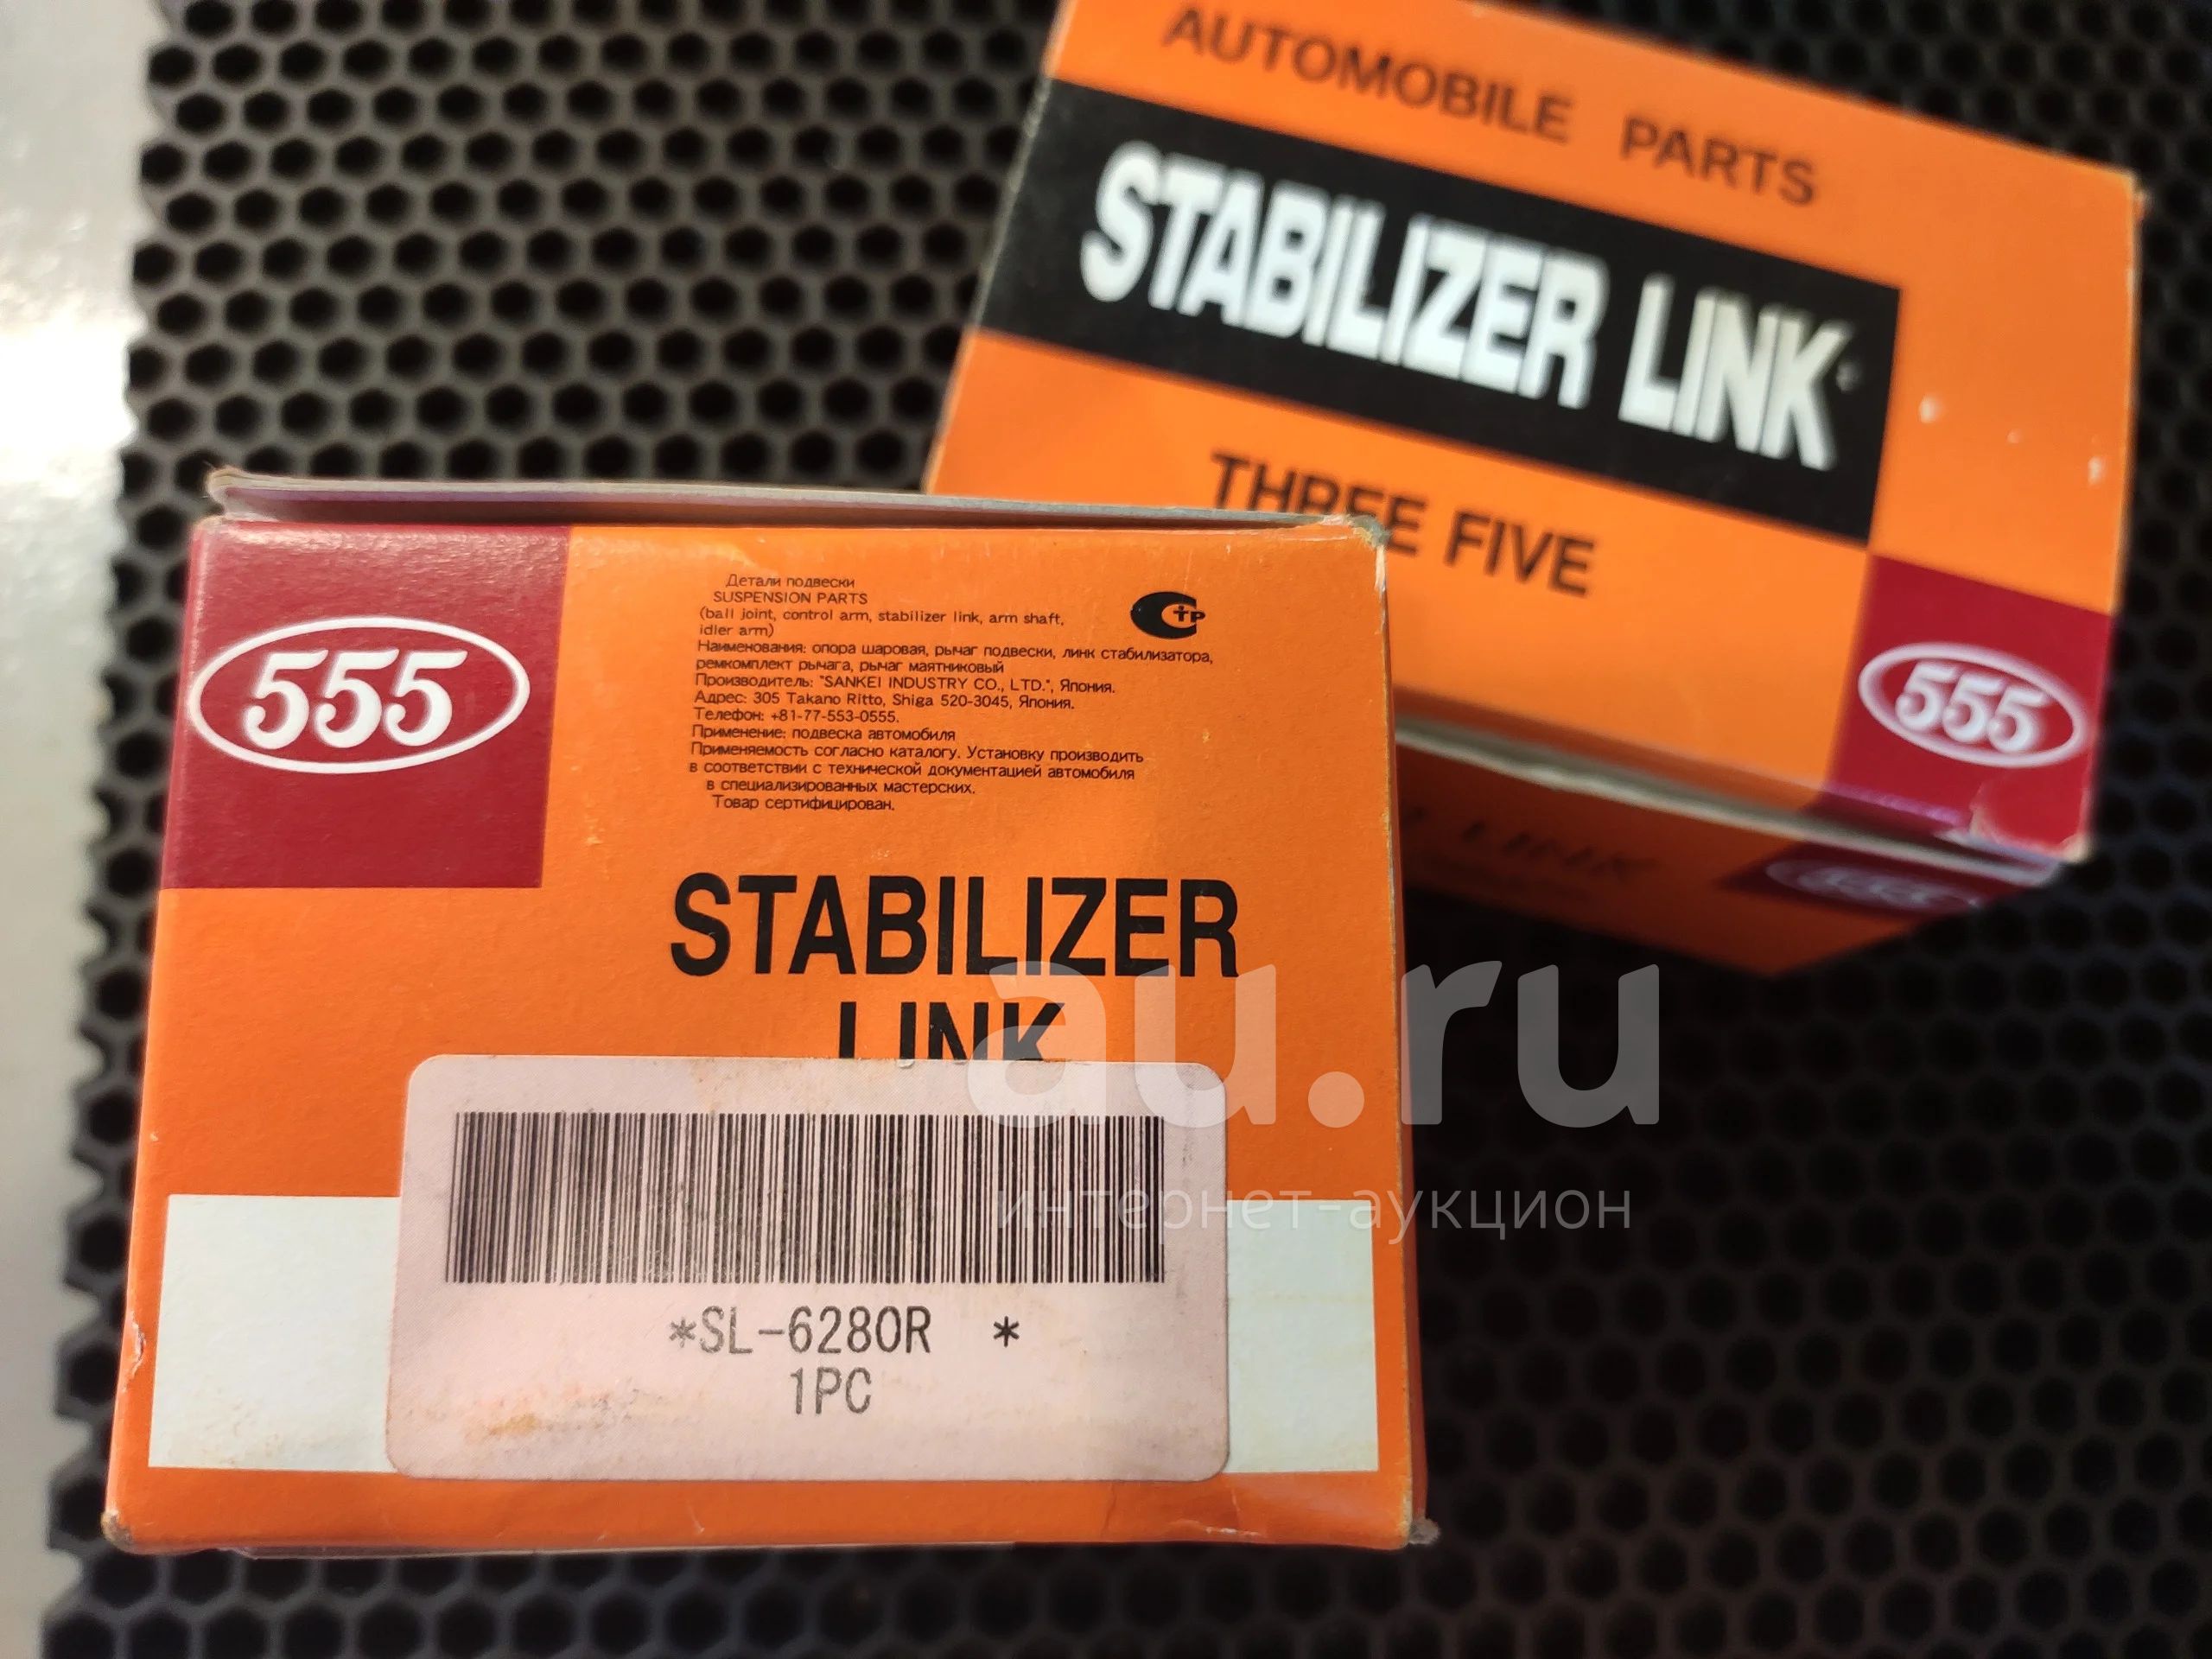 AUTOMOBILE PARTS
STABILIZER LINK
THREE FIVE
555
555
Детали подвески
SUSPENSION PARTS
(ball joint, control arm, stabilizer link, arm shaft,
idler arm)
Наименования: опора шаровая, рычаг подвески, линк стабилизатора,
ремкомплект рычага, рычаг маятниковый
Производитель: "SANKEI INDUSTRY CO., LTD.", Япония.
Адрес: 305 Takano Ritto, Shiga 520-3045, Япония.
Телефон: +81-77-553-0555.
Применение: подвеска автомобиля
Применяемость согласно каталогу. Установку производить
в соответствии с технической документацией автомобиля
в специализированных мастерских.
Товар сертифицирован.
STABILIZER
LINK
*SL-6280R *
1PC
au.ru
интернет-аукцион